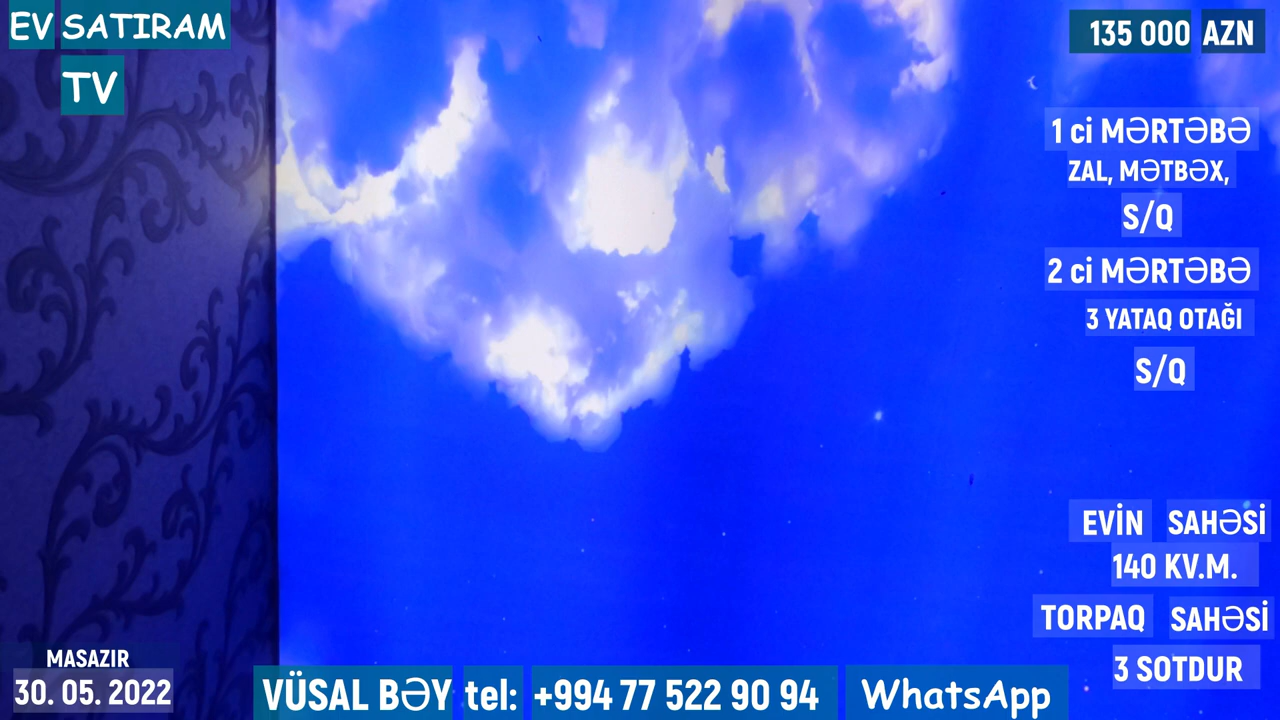 EV SATIRAM
TV
135 000 AZN
1 ci MƏRTƏBƏ
ZAL, MƏTBƏX,
S/Q
2 ci MƏRTƏBƏ
3 YATAQ OTAĞI
S/Q
EVİN SAHƏSİ
140 KV.M.
TORPAQ SAHƏSİ
3 SOTDUR
MASAZIR
30. 05. 2022
VÜSAL BƏY tel: +994 77 522 90 94 WhatsApp